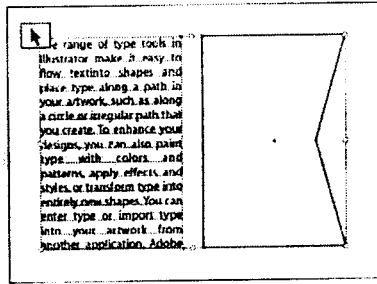 range of type tools in
Illustrator make it easy to
flow textinto shapes and
place type along a path in
your artwork, such as along
a circle or irregular path that
you create. To enhance your
designs, you can also paint
type with colors and
patterns, apply effects and
styles, or transform type into
entirely new shapes. You can
enter type or import type
into your artwork from
another application. Adobe